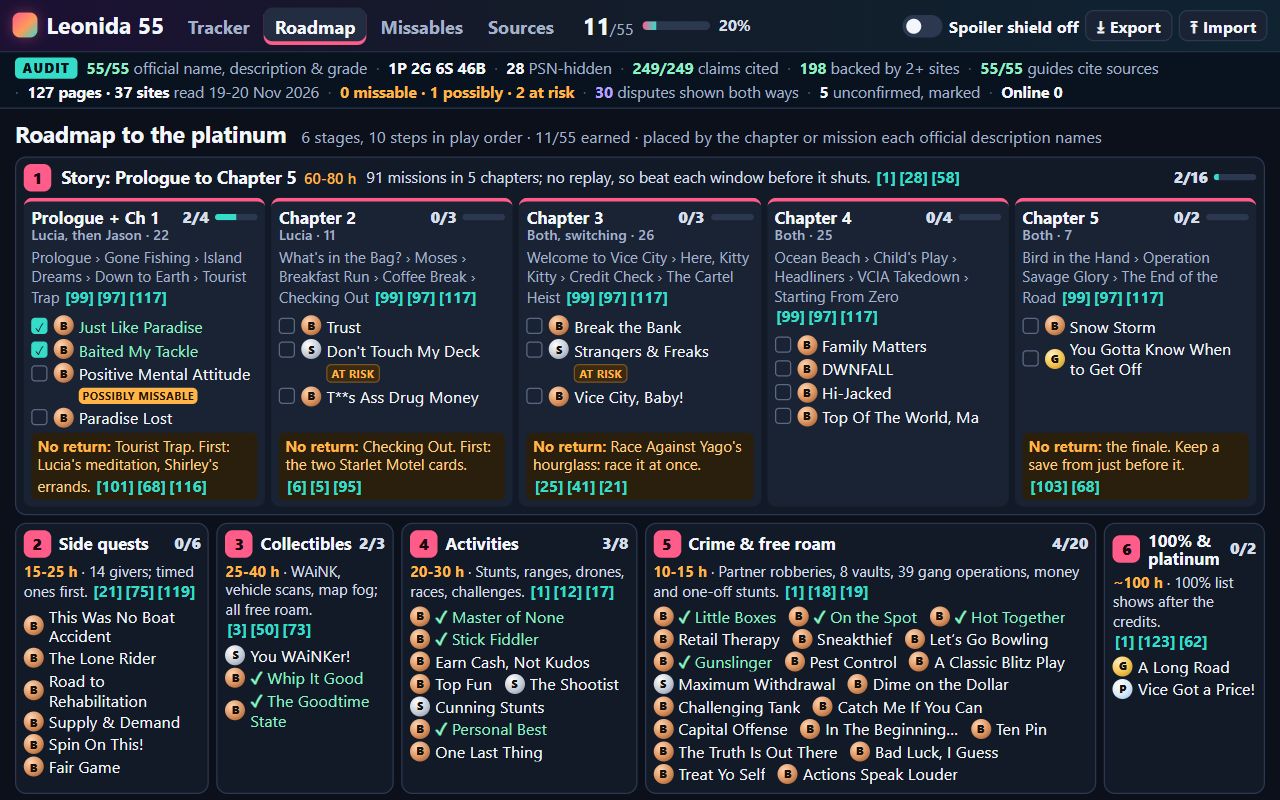 Leonida 55 Tracker Roadmap Missables Sources 11/55 20% Spoiler shield off Export Import
AUDIT 55/55 official name, description & grade · 1P 2G 6S 46B · 28 PSN-hidden · 249/249 claims cited · 198 backed by 2+ sites · 55/55 guides cite sources
· 127 pages · 37 sites read 19-20 Nov 2026 · 0 missable · 1 possibly · 2 at risk · 30 disputes shown both ways · 5 unconfirmed, marked · Online 0
Roadmap to the platinum 6 stages, 10 steps in play order · 11/55 earned · placed by the chapter or mission each official description names
1 Story: Prologue to Chapter 5 60-80 h 91 missions in 5 chapters; no replay, so beat each window before it shuts. [1] [28] [58] 2/16
Prologue + Ch 1 2/4
Lucia, then Jason · 22
Prologue › Gone Fishing › Island
Dreams › Down to Earth › Tourist
Trap [99] [97] [117]
✓ B Just Like Paradise
✓ B Baited My Tackle
B Positive Mental Attitude
POSSIBLY MISSABLE
B Paradise Lost
No return: Tourist Trap. First:
Lucia's meditation, Shirley's
errands. [101] [68] [116]
Chapter 2 0/3
Lucia · 11
What's in the Bag? › Moses ›
Breakfast Run › Coffee Break ›
Checking Out [99] [97] [117]
B Trust
S Don't Touch My Deck
AT RISK
B T**s Ass Drug Money
No return: Checking Out. First:
the two Starlet Motel cards.
[6] [5] [95]
Chapter 3 0/3
Both, switching · 26
Welcome to Vice City › Here, Kitty
Kitty › Credit Check › The Cartel
Heist [99] [97] [117]
B Break the Bank
S Strangers & Freaks
AT RISK
B Vice City, Baby!
No return: Race Against Yago's
hourglass: race it at once.
[25] [41] [21]
Chapter 4 0/4
Both · 25
Ocean Beach › Child's Play ›
Headliners › VCIA Takedown ›
Starting From Zero
[99] [97] [117]
B Family Matters
B DWNFALL
B Hi-Jacked
B Top Of The World, Ma
Chapter 5 0/2
Both · 7
Bird in the Hand › Operation
Savage Glory › The End of the
Road [99] [97] [117]
B Snow Storm
G You Gotta Know When
to Get Off
No return: the finale. Keep a
save from just before it.
[103] [68]
2 Side quests 0/6
15-25 h · 14 givers; timed
ones first. [21] [75] [119]
B This Was No Boat
Accident
B The Lone Rider
B Road to
Rehabilitation
B Supply & Demand
B Spin On This!
B Fair Game
3 Collectibles 2/3
25-40 h · WAiNK,
vehicle scans, map fog;
all free roam.
[3] [50] [73]
S You WAiNKer!
B ✓ Whip It Good
B ✓ The Goodtime
State
4 Activities 3/8
20-30 h · Stunts, ranges, drones,
races, challenges. [1] [12] [17]
B ✓ Master of None
B ✓ Stick Fiddler
B Earn Cash, Not Kudos
B Top Fun S The Shootist
S Cunning Stunts
B ✓ Personal Best
B One Last Thing
5 Crime & free roam 4/20
10-15 h · Partner robberies, 8 vaults, 39 gang operations, money
and one-off stunts. [1] [18] [19]
B ✓ Little Boxes B ✓ On the Spot B ✓ Hot Together
B Retail Therapy B Sneakthief B Let's Go Bowling
B ✓ Gunslinger B Pest Control B A Classic Blitz Play
S Maximum Withdrawal B Dime on the Dollar
B Challenging Tank B Catch Me If You Can
B Capital Offense B In The Beginning... B Ten Pin
B The Truth Is Out There B Bad Luck, I Guess
B Treat Yo Self B Actions Speak Louder
6 100% &
platinum 0/2
~100 h · 100% list
shows after the
credits.
[1] [123] [62]
G A Long Road
P Vice Got a Price!